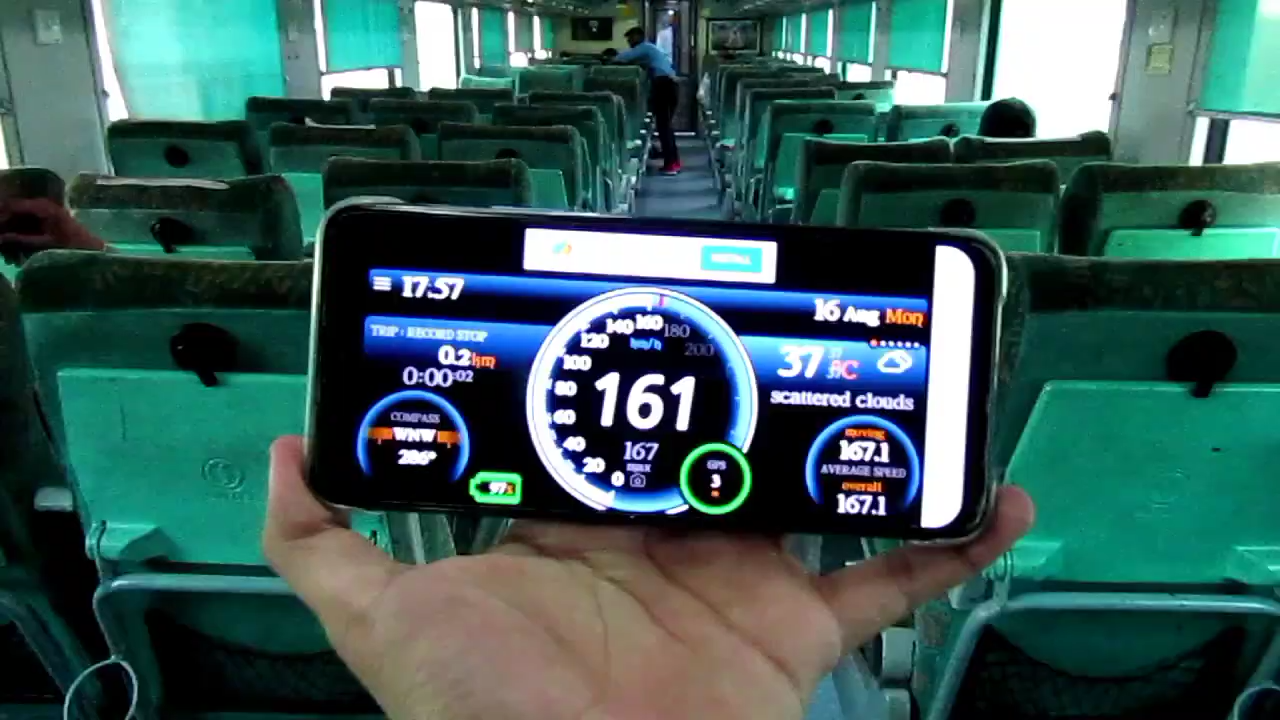 INSTALL
17:57
16 Aug Mon
TRIP : RECORD STOP
0.2km
0:00:02
COMPASS
WNW
286°
97%
140 160 180
120 km/h 200
100
80
60
40
20
0
161
167
MAX
GPS
3
37 °C
scattered clouds
moving
167.1
AVERAGE SPEED
overall
167.1